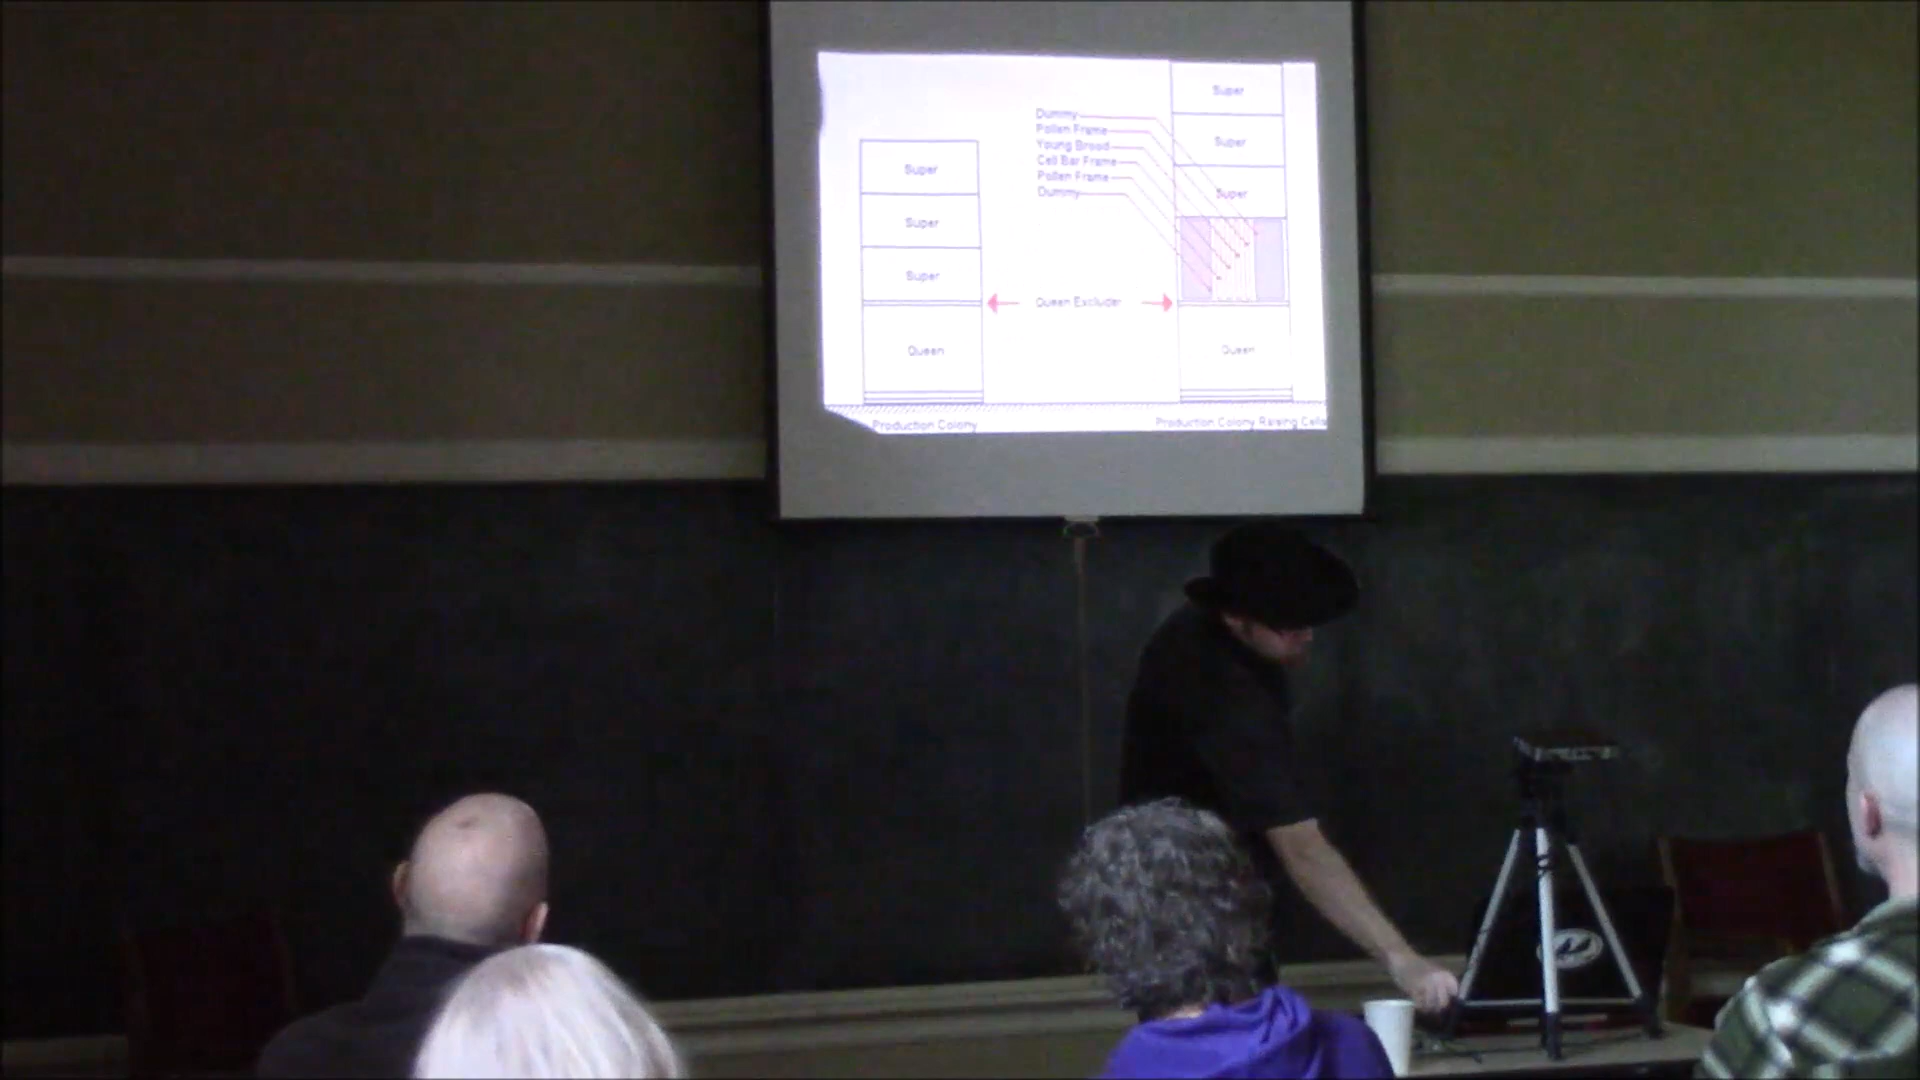 Super
Super
Super
Queen
Production Colony
Dummy
Pollen Frame
Young Brood
Cell Bar Frame
Pollen Frame
Dummy
Queen Excluder
Super
Super
Super
Queen
Production Colony Raising Cells